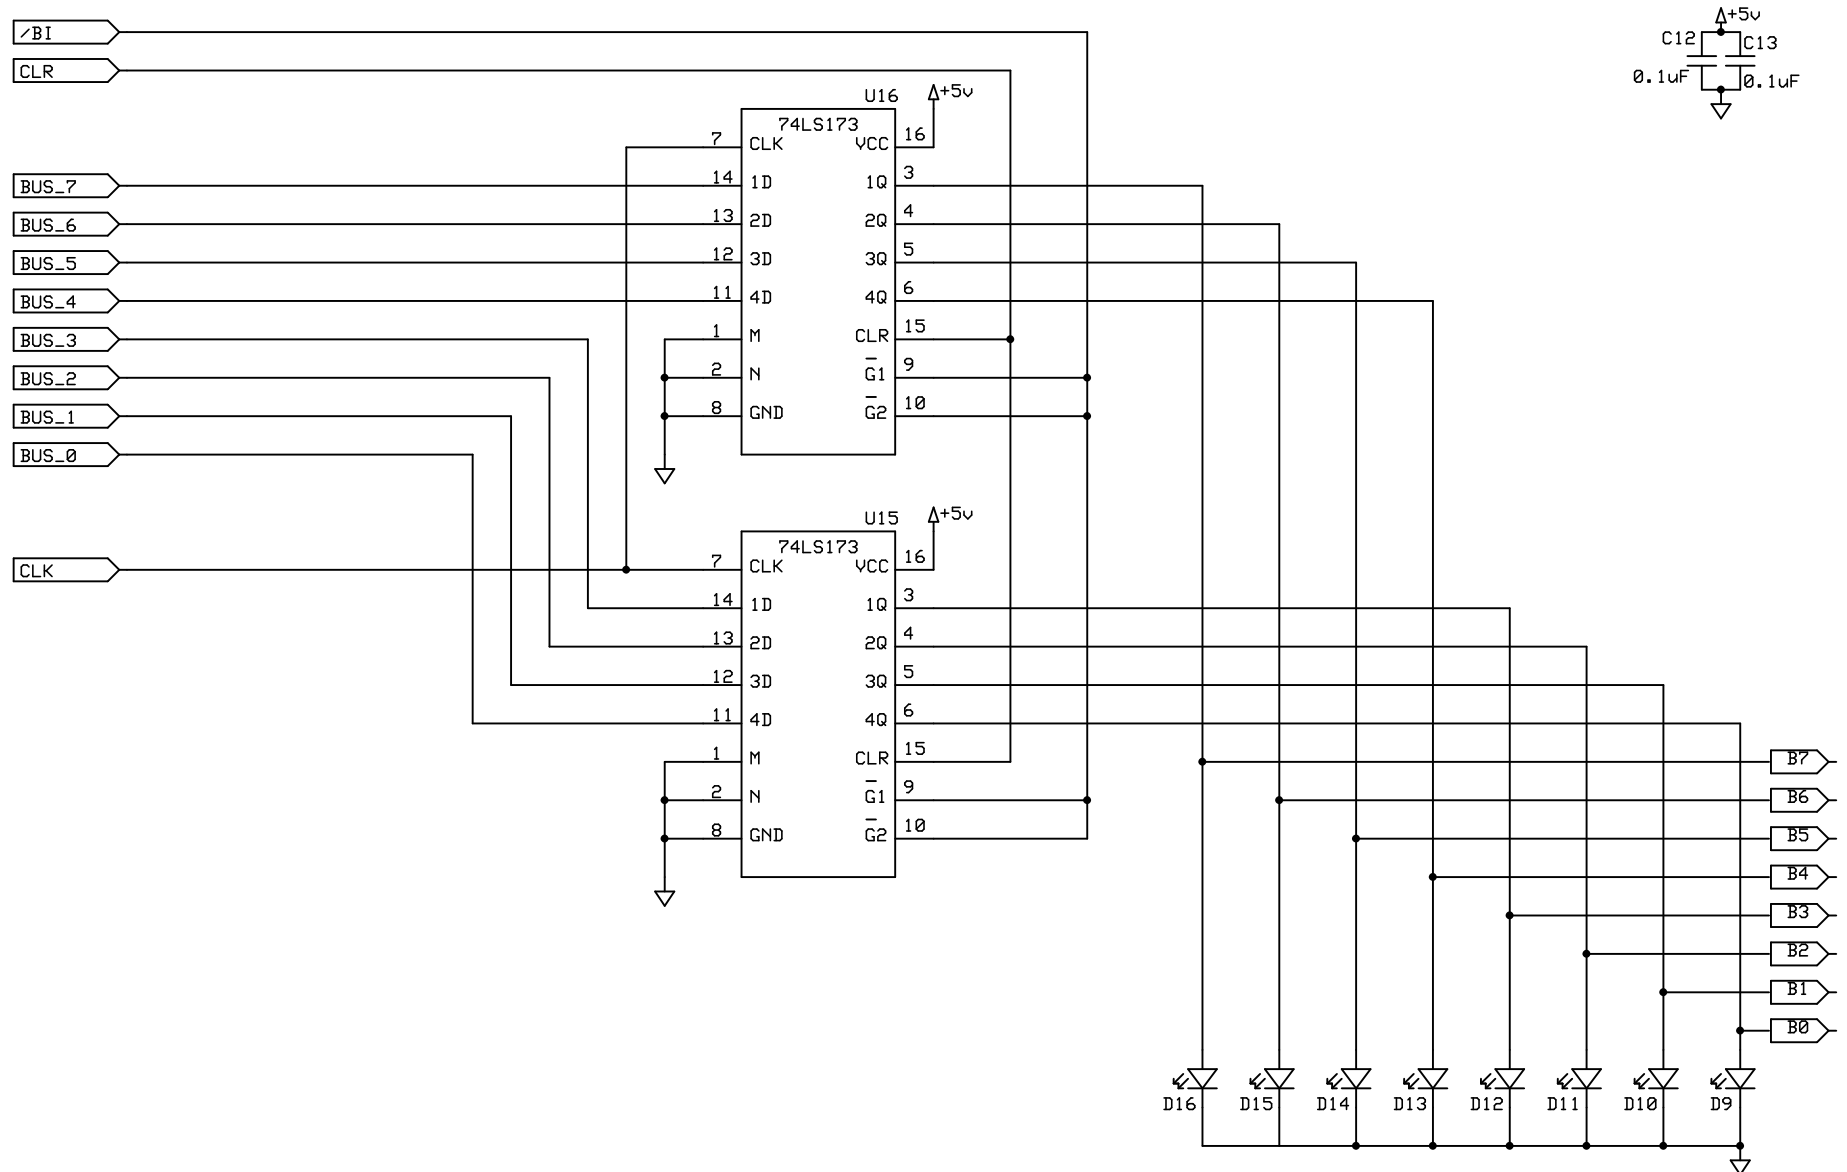 /BI
CLR
+5v
C12
C13
0.1uF
0.1uF
U16
+5v
74LS173
7 CLK VCC 16
BUS_7
14 1D 1Q 3
BUS_6
13 2D 2Q 4
BUS_5
12 3D 3Q 5
BUS_4
11 4D 4Q 6
BUS_3
1 M CLR 15
BUS_2
2 N G1 9
BUS_1
8 GND G2 10
BUS_0
U15
+5v
74LS173
CLK
7 CLK VCC 16
14 1D 1Q 3
13 2D 2Q 4
12 3D 3Q 5
11 4D 4Q 6
1 M CLR 15
B7
2 N G1 9
B6
8 GND G2 10
B5
B4
B3
B2
B1
B0
D16 D15 D14 D13 D12 D11 D10 D9